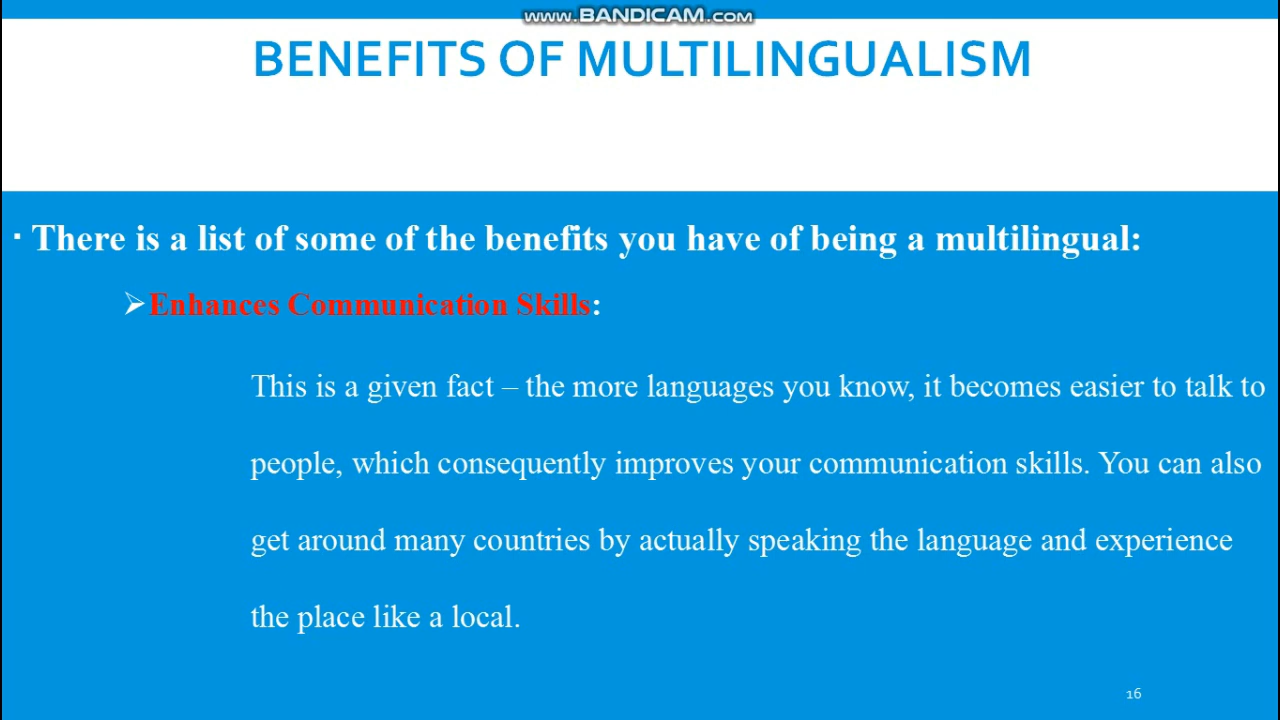 www.BANDICAM.com
BENEFITS OF MULTILINGUALISM
▪ There is a list of some of the benefits you have of being a multilingual:
➢Enhances Communication Skills:
This is a given fact – the more languages you know, it becomes easier to talk to
people, which consequently improves your communication skills. You can also
get around many countries by actually speaking the language and experience
the place like a local.
16